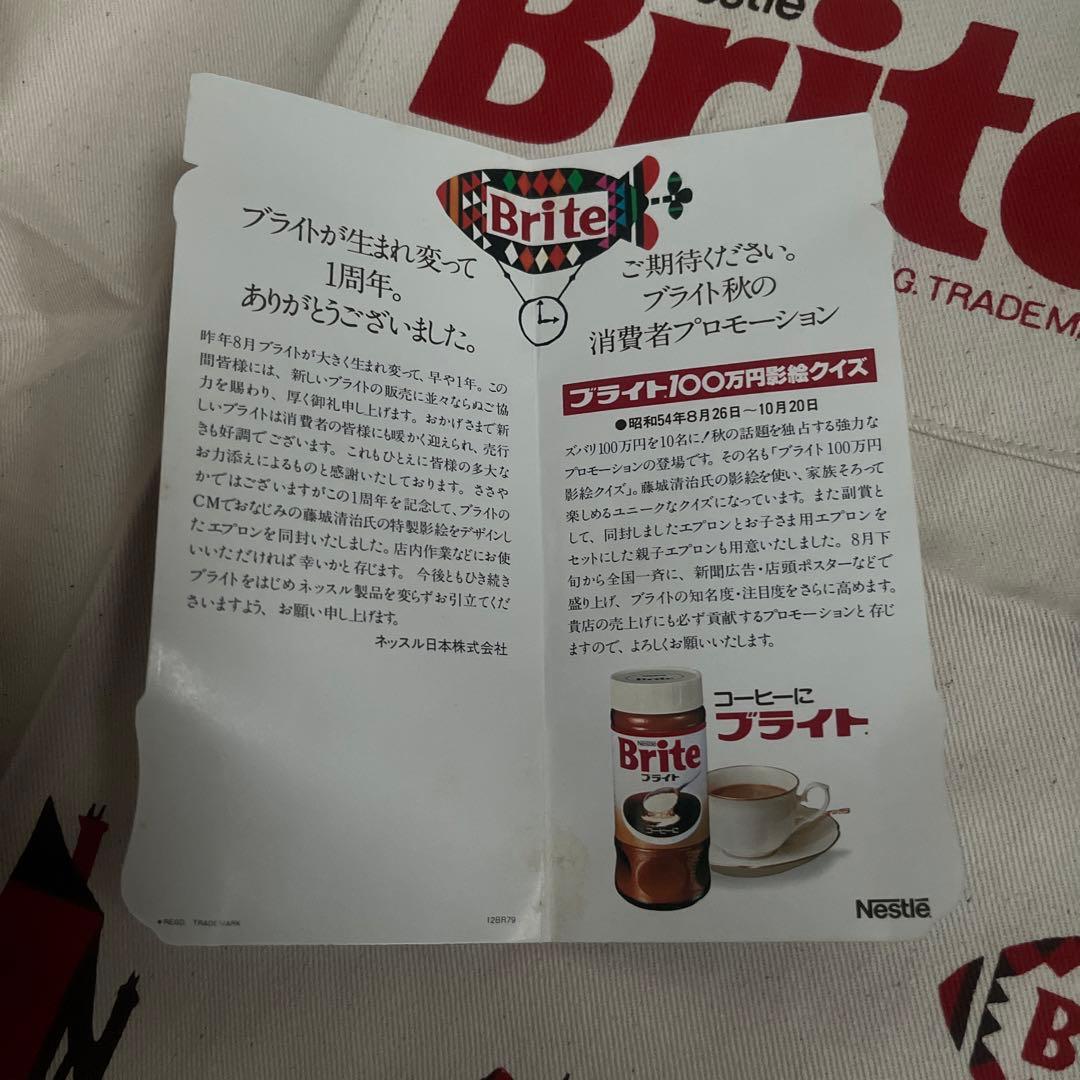 Nestlé
Brite
G. TRADEM
Brite
ブライトが生まれ変って
1周年。
ありがとうございました。
昨年8月ブライトが大きく生まれ変って、早や1年。この
間皆様には、新しいブライトの販売に並々ならぬご協
力を賜わり、厚く御礼申し上げます。おかげさまで新
しいブライトは消費者の皆様にも暖かく迎えられ、売行
きも好調でございます。これもひとえに皆様の多大な
お力添えによるものと感謝いたしております。ささや
かではございますがこの1周年を記念して、ブライトの
CMでおなじみの藤城清治氏の特製影絵をデザインし
たエプロンを同封いたしました。店内作業などにお使
いいただければ幸いかと存じます。今後ともひき続き
ブライトをはじめネッスル製品を変らずお引立てくだ
さいますよう、お願い申し上げます。
ネッスル日本株式会社
*REGD. TRADEMARK
12BR79
ご期待ください。
ブライト秋の
消費者プロモーション
ブライト100万円影絵クイズ
●昭和54年8月26日〜10月20日
ズバリ100万円を10名に!秋の話題を独占する強力な
プロモーションの登場です。その名も「ブライト100万円
影絵クイズ」。藤城清治氏の影絵を使い、家族そろって
楽しめるユニークなクイズになっています。また副賞と
して、同封しましたエプロンとお子さま用エプロンを
セットにした親子エプロンも用意いたしました。8月下
旬から全国一斉に、新聞広告・店頭ポスターなどで
盛り上げ、ブライトの知名度・注目度をさらに高めます。
貴店の売上げにも必ず貢献するプロモーションと存じ
ますので、よろしくお願いいたします。
コーヒーに
ブライト
Nestlé
Brite
ブライト
コーヒーに
Nestlé
B